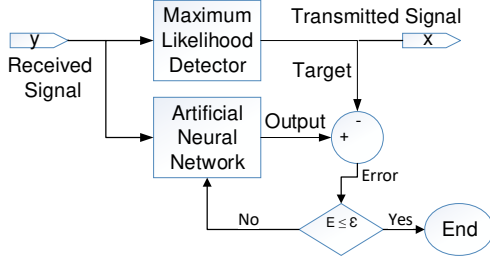 Maximum
Likelihood
Detector
Transmitted Signal
y
x
Received
Signal
Target
Artificial
Neural
Network
Output
-
+
Error
No
E ≤ ε
Yes
End